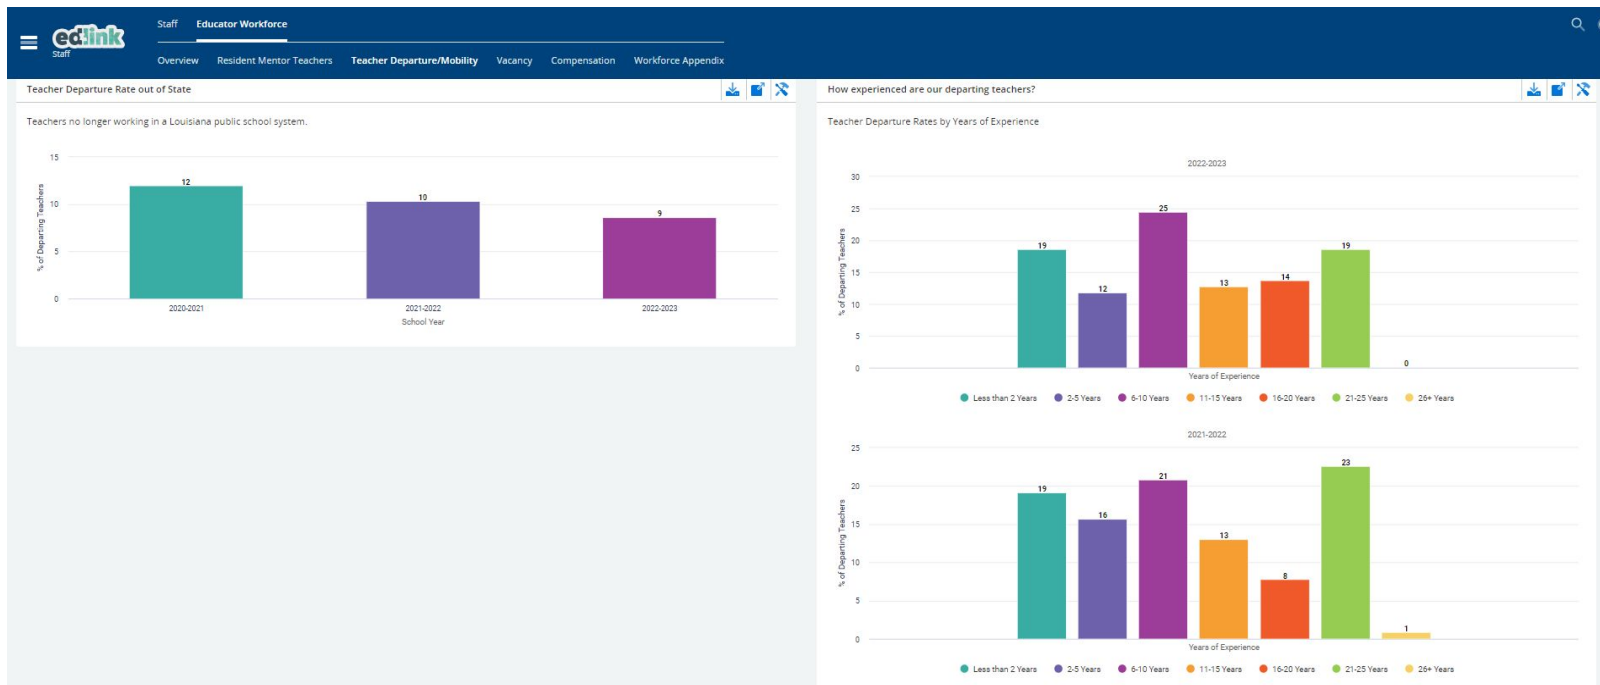 Staff Educator Workforce
ed:link
Staff
Overview Resident Mentor Teachers Teacher Departure/Mobility Vacancy Compensation Workforce Appendix
Teacher Departure Rate out of State
Teachers no longer working in a Louisiana public school system.
% of Departing Teachers
15
10
5
0
12
10
9
2020-2021
2021-2022
2022-2023
School Year
How experienced are our departing teachers?
Teacher Departure Rates by Years of Experience
2022-2023
% of Departing Teachers
30
25
20
15
10
5
0
19
12
25
13
14
19
0
Years of Experience
Less than 2 Years 2-5 Years 6-10 Years 11-15 Years 16-20 Years 21-25 Years 26+ Years
2021-2022
% of Departing Teachers
25
20
15
10
5
0
19
16
21
13
8
23
1
Years of Experience
Less than 2 Years 2-5 Years 6-10 Years 11-15 Years 16-20 Years 21-25 Years 26+ Years